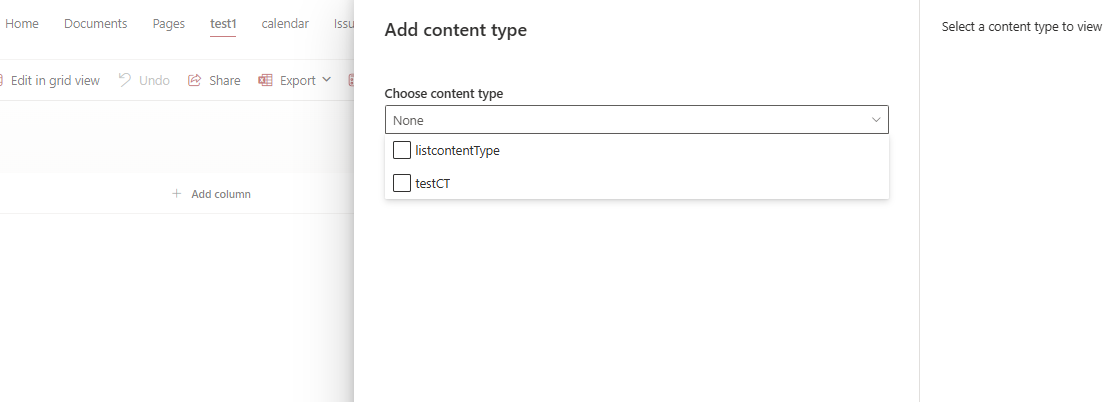 Home Documents Pages test1 calendar Issu
Edit in grid view Undo Share Export
Add column
Add content type
Choose content type
None
listcontentType
testCT
Select a content type to view